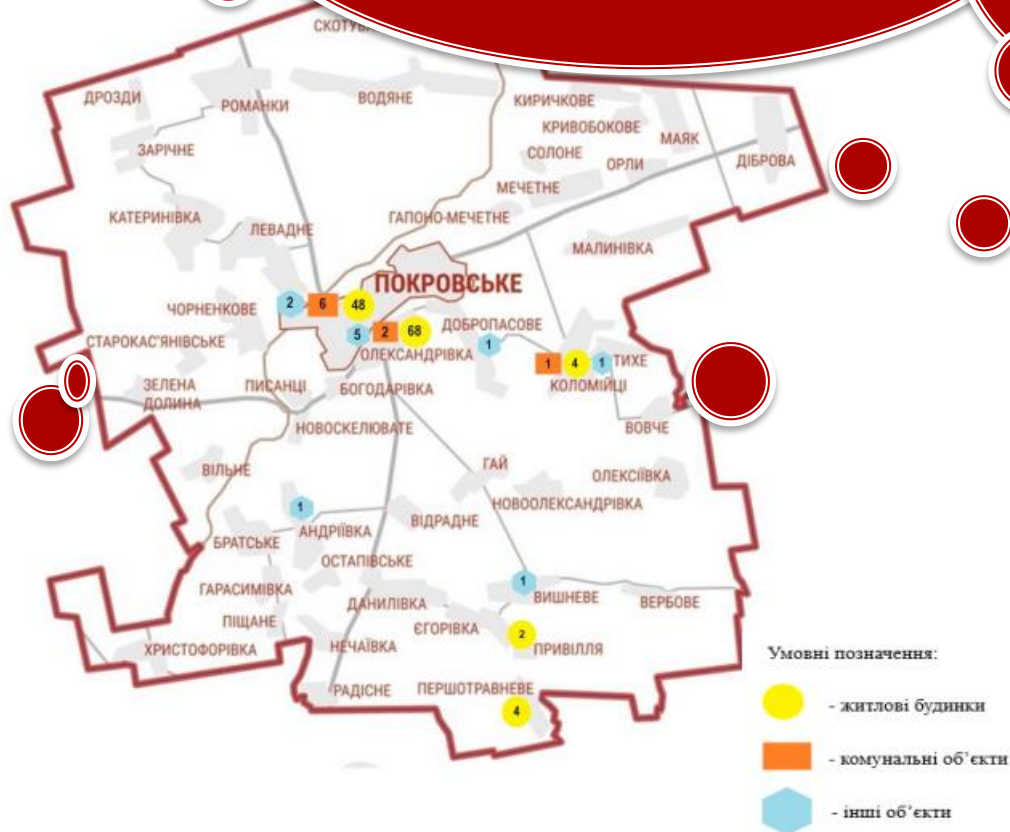 СКОТУВА
ДРОЗДИ
РОМАНКИ
ВОДЯНЕ
КИРИЧКОВЕ
КРИВОБОКОВЕ
МАЯК
ЗАРІЧНЕ
СОЛОНЕ
ОРЛИ
ДІБРОВА
МЕЧЕТНЕ
КАТЕРИНІВКА
ГАПОНО-МЕЧЕТНЕ
ЛЕВАДНЕ
МАЛИНІВКА
ПОКРОВСЬКЕ
ЧОРНЕНКОВЕ
2
6
48
СТАРОКАС'ЯНІВСЬКЕ
5
2
68
ДОБРОПАСОВЕ
1
ОЛЕКСАНДРІВКА
1
4
1
ТИХЕ
ЗЕЛЕНА
ДОЛИНА
ПИСАНЦІ
БОГОДАРІВКА
КОЛОМІЙЦІ
НОВОСКЕЛЮВАТЕ
ВОВЧЕ
ВІЛЬНЕ
ГАЙ
ОЛЕКСІЇВКА
1
НОВООЛЕКСАНДРІВКА
АНДРІЇВКА
ВІДРАДНЕ
БРАТСЬКЕ
ОСТАПІВСЬКЕ
1
ГАРАСИМІВКА
ДАНИЛІВКА
ВИШНЕВЕ
ВЕРБОВЕ
ПІЩАНЕ
ЄГОРІВКА
2
ХРИСТОФОРІВКА
НЕЧАЇВКА
ПРИВІЛЛЯ
РАДІСНЕ
ПЕРШОТРАВНЕВЕ
4
Умовні позначення:
- житлові будинки
- комунальні об'єкти
- інші об'єкти